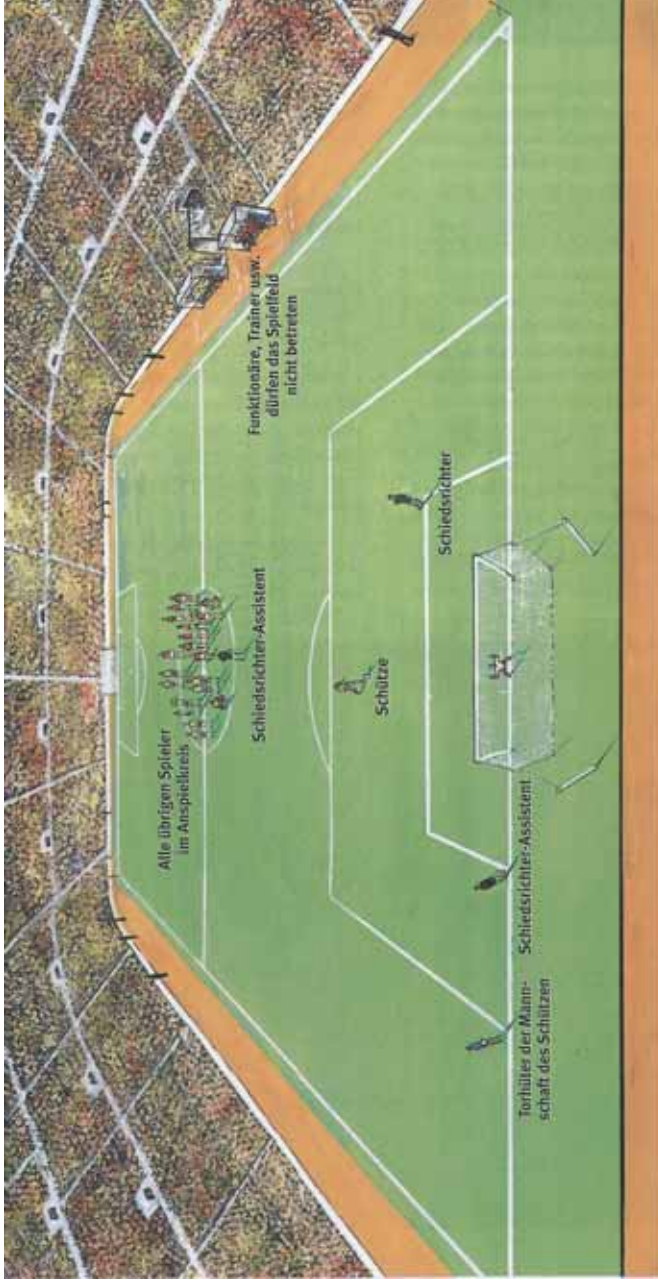 Alle übrigen Spieler
im Anspielkreis
Schiedsrichter-Assistent
Funktionäre, Trainer usw.
dürfen das Spielfeld
nicht betreten
Schütze
Schiedsrichter
Torhüter der Mann-
schaft des Schützen
Schiedsrichter-Assistent